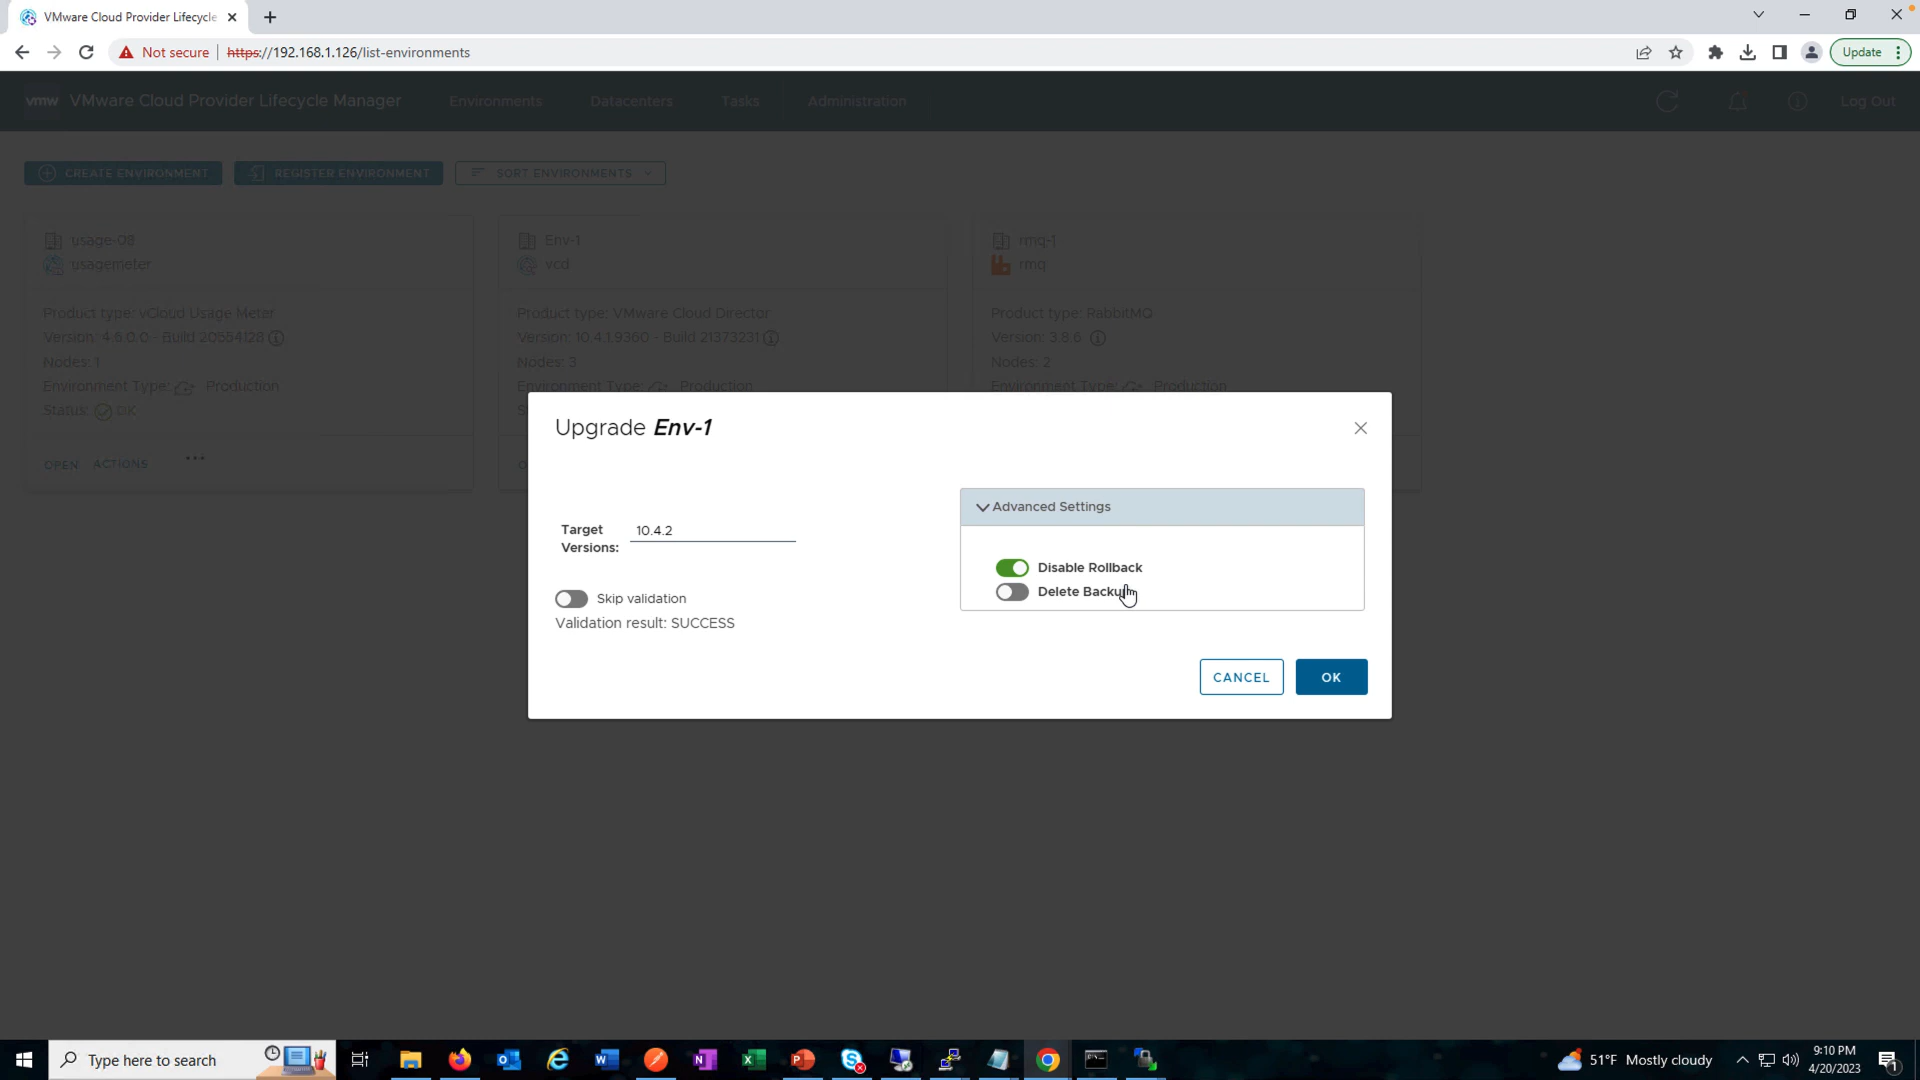 VMware Cloud Provider Lifecycle
Not secure
https://192.168.1.126/list-environments
Update
vmw VMware Cloud Provider Lifecycle Manager Environments Datacenters Tasks Administration Log Out
CREATE ENVIRONMENT REGISTER ENVIRONMENT SORT ENVIRONMENTS
usage-08
usagemeter
Product type: vCloud Usage Meter
Version: 4.6.0.0. - Build 20554128
Nodes: 1
Environment Type: Production
Status: OK
OPEN ACTIONS ...
Env-1
vcd
Product type: VMware Cloud Director
Version: 10.4.1.9360 - Build 21373231
Nodes: 3
Environment Type: Production
rmq-1
rmq
Product type: RabbitMQ
Version: 3.8.6
Nodes: 2
Environment Type: Production
Upgrade Env-1
Target
Versions:
10.4.2
Skip validation
Validation result: SUCCESS
Advanced Settings
Disable Rollback
Delete Backup
CANCEL OK
Type here to search
51°F Mostly cloudy
9:10 PM
4/20/2023
1